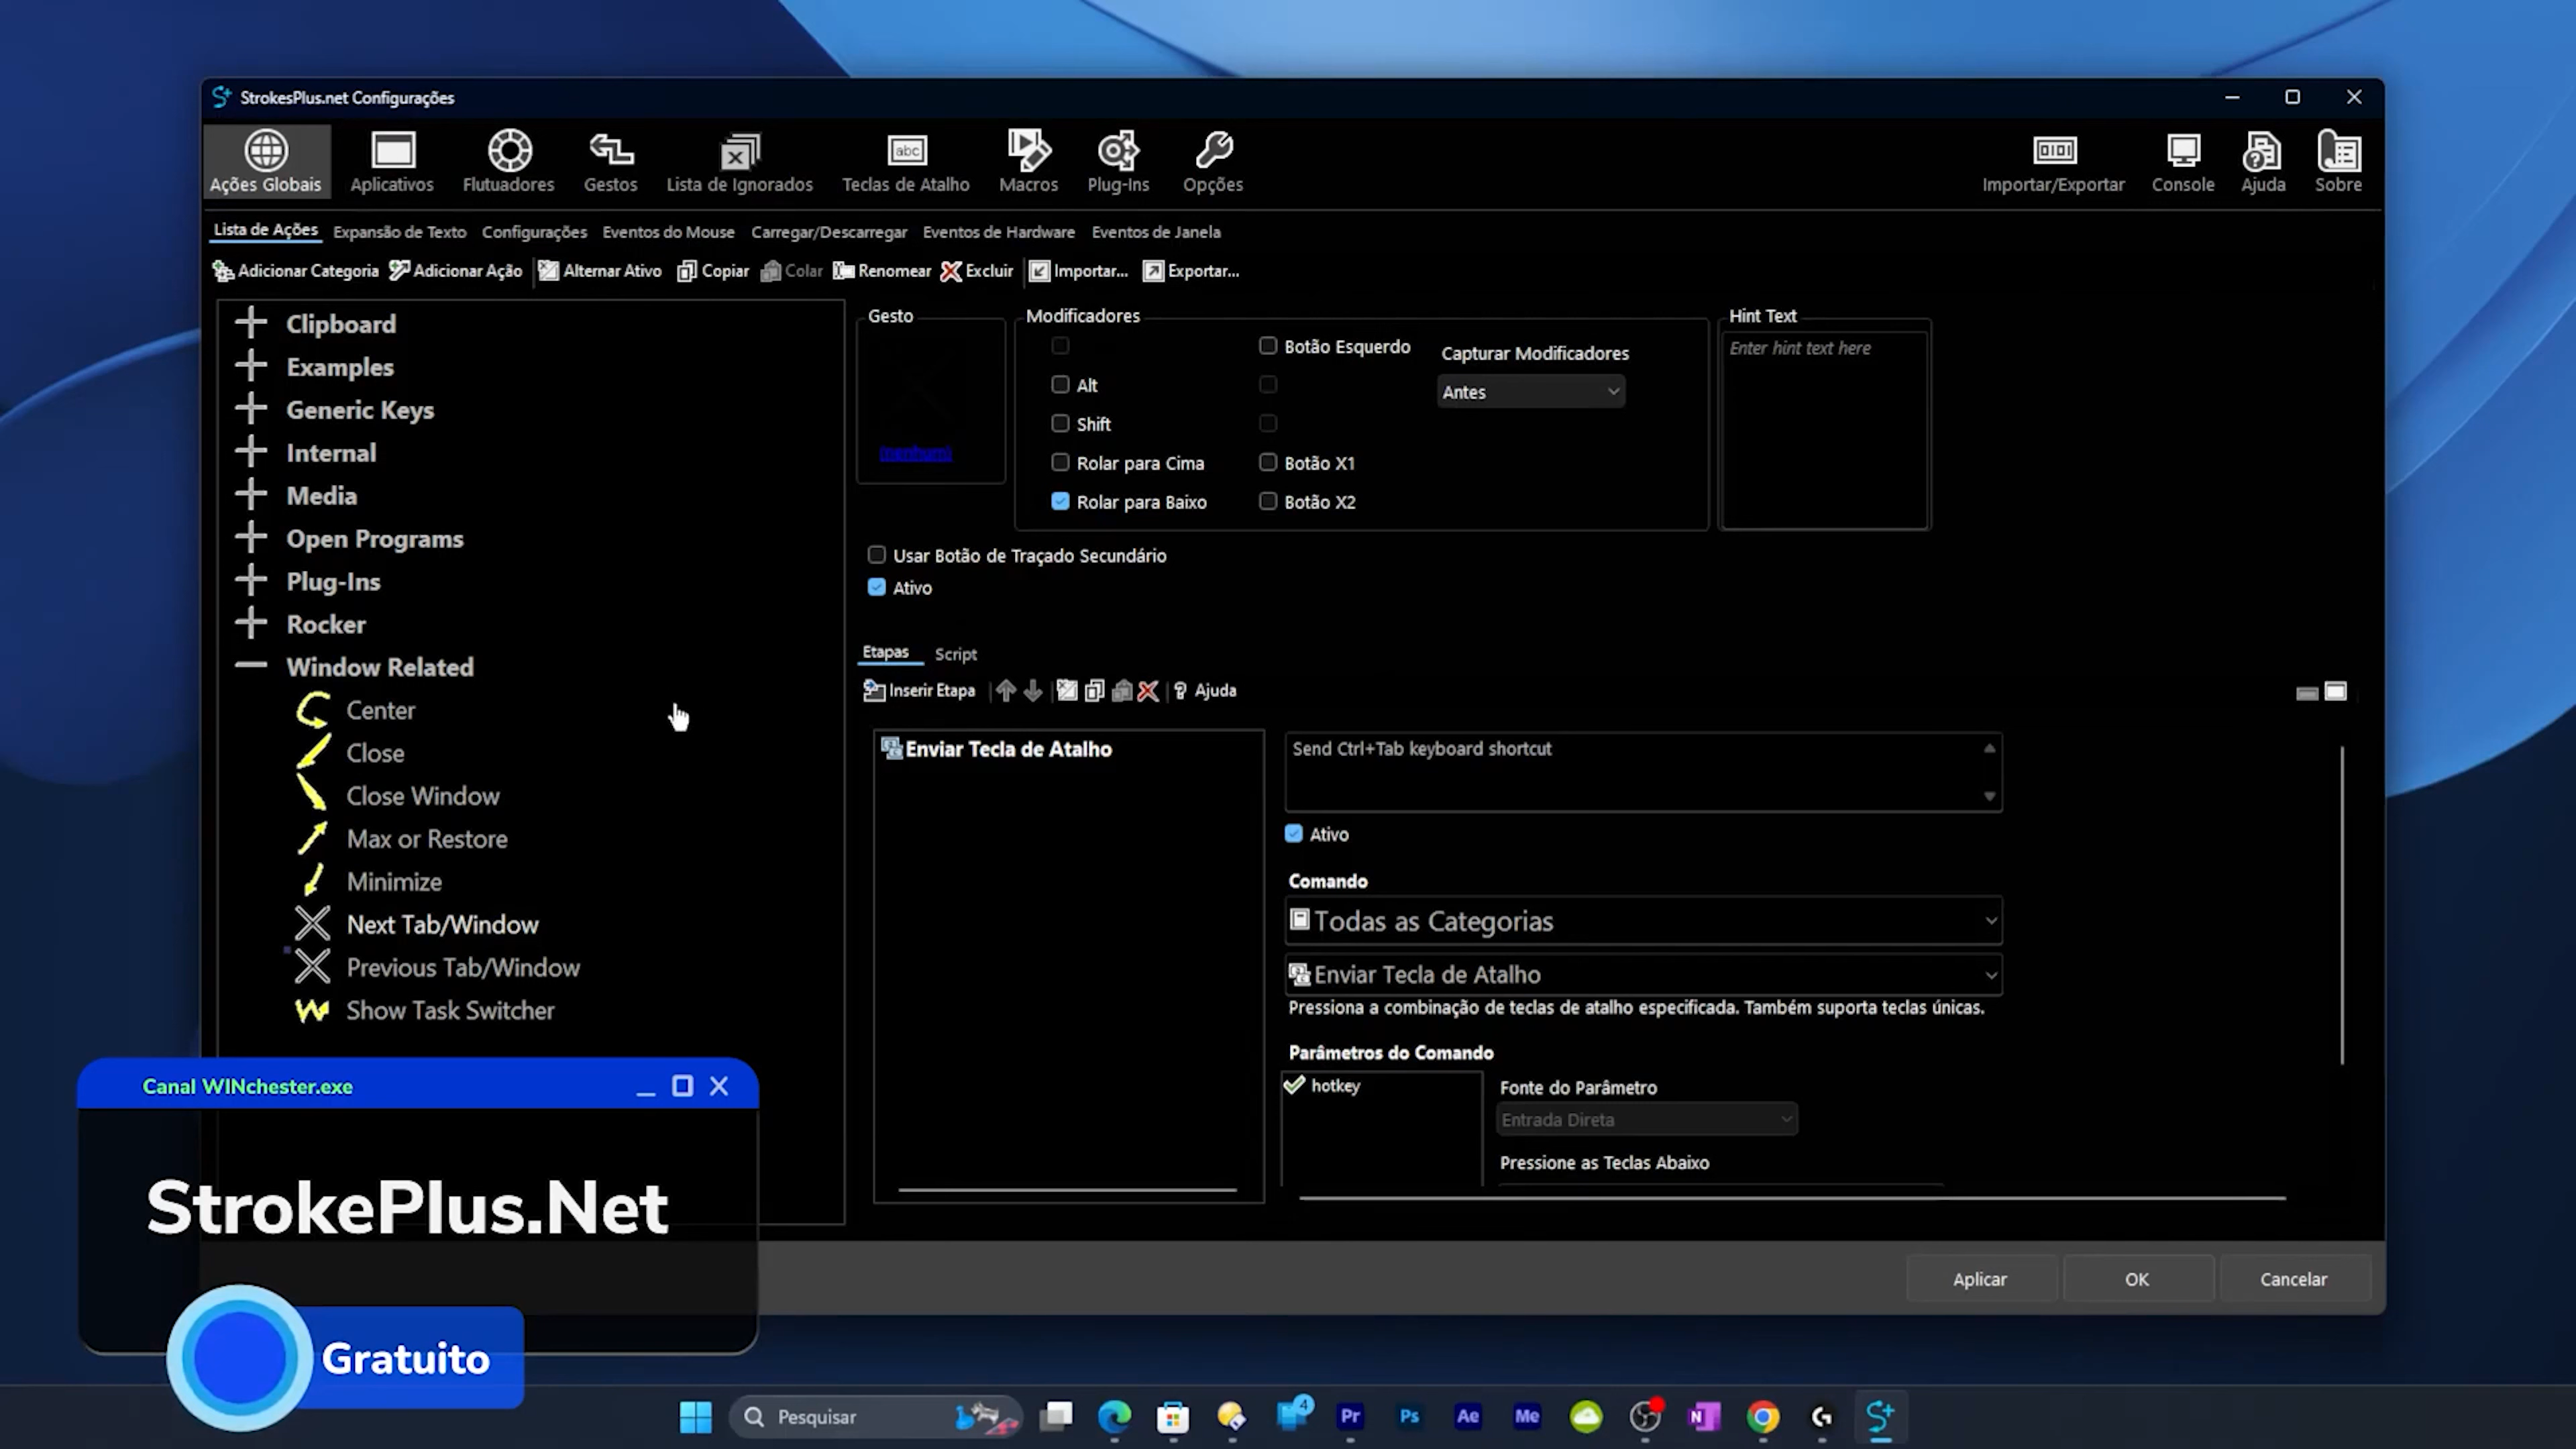 StrokesPlus.net Configurações
Ações Globais
Aplicativos
Flutuadores
Gestos
Lista de Ignorados
abc
Teclas de Atalho
Macros
Plug-Ins
Opções
Importar/Exportar
Console
Ajuda
Sobre
Lista de Ações
Expansão de Texto
Configurações
Eventos do Mouse
Carregar/Descarregar
Eventos de Hardware
Eventos de Janela
Adicionar Categoria
Adicionar Ação
Alternar Ativo
Copiar
Colar
Renomear
Excluir
Importar...
Exportar...
Clipboard
Examples
Generic Keys
Internal
Media
Open Programs
Plug-Ins
Rocker
Window Related
Center
Close
Close Window
Max or Restore
Minimize
Next Tab/Window
Previous Tab/Window
Show Task Switcher
Gesto
(nenhum)
Modificadores
Alt
Shift
Rolar para Cima
Rolar para Baixo
Botão Esquerdo
Botão X1
Botão X2
Capturar Modificadores
Antes
Hint Text
Enter hint text here
Usar Botão de Traçado Secundário
Ativo
Etapas
Script
Inserir Etapa
Ajuda
Enviar Tecla de Atalho
Send Ctrl+Tab keyboard shortcut
Ativo
Comando
Todas as Categorias
Enviar Tecla de Atalho
Pressiona a combinação de teclas de atalho especificada. Também suporta teclas únicas.
Parâmetros do Comando
hotkey
Fonte do Parâmetro
Entrada Direta
Pressione as Teclas Abaixo
Aplicar
OK
Cancelar
Canal WINchester.exe
StrokePlus.Net
Gratuito
Pesquisar
4
Pr
Ps
Ae
Me
N